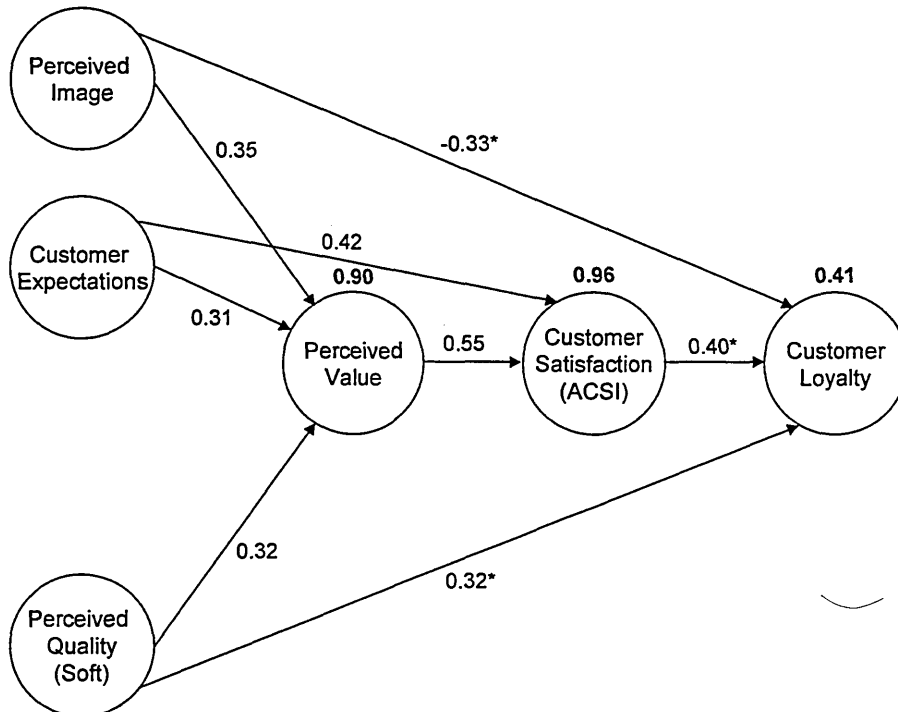 Perceived
Image
-0.33*
0.35
Customer
Expectations
0.42
0.90
0.96
0.41
0.31
Perceived
Value
0.55
Customer
Satisfaction
(ACSI)
0.40*
Customer
Loyalty
0.32
0.32*
Perceived
Quality
(Soft)